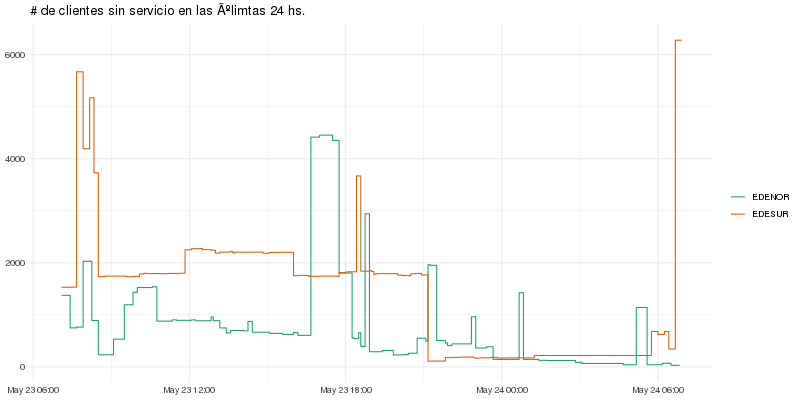 # de clientes sin servicio en las Ãºlimtas 24 hs.
6000
4000
2000
0
May 23 06:00
May 23 12:00
May 23 18:00
May 24 00:00
May 24 06:00
EDENOR
EDESUR